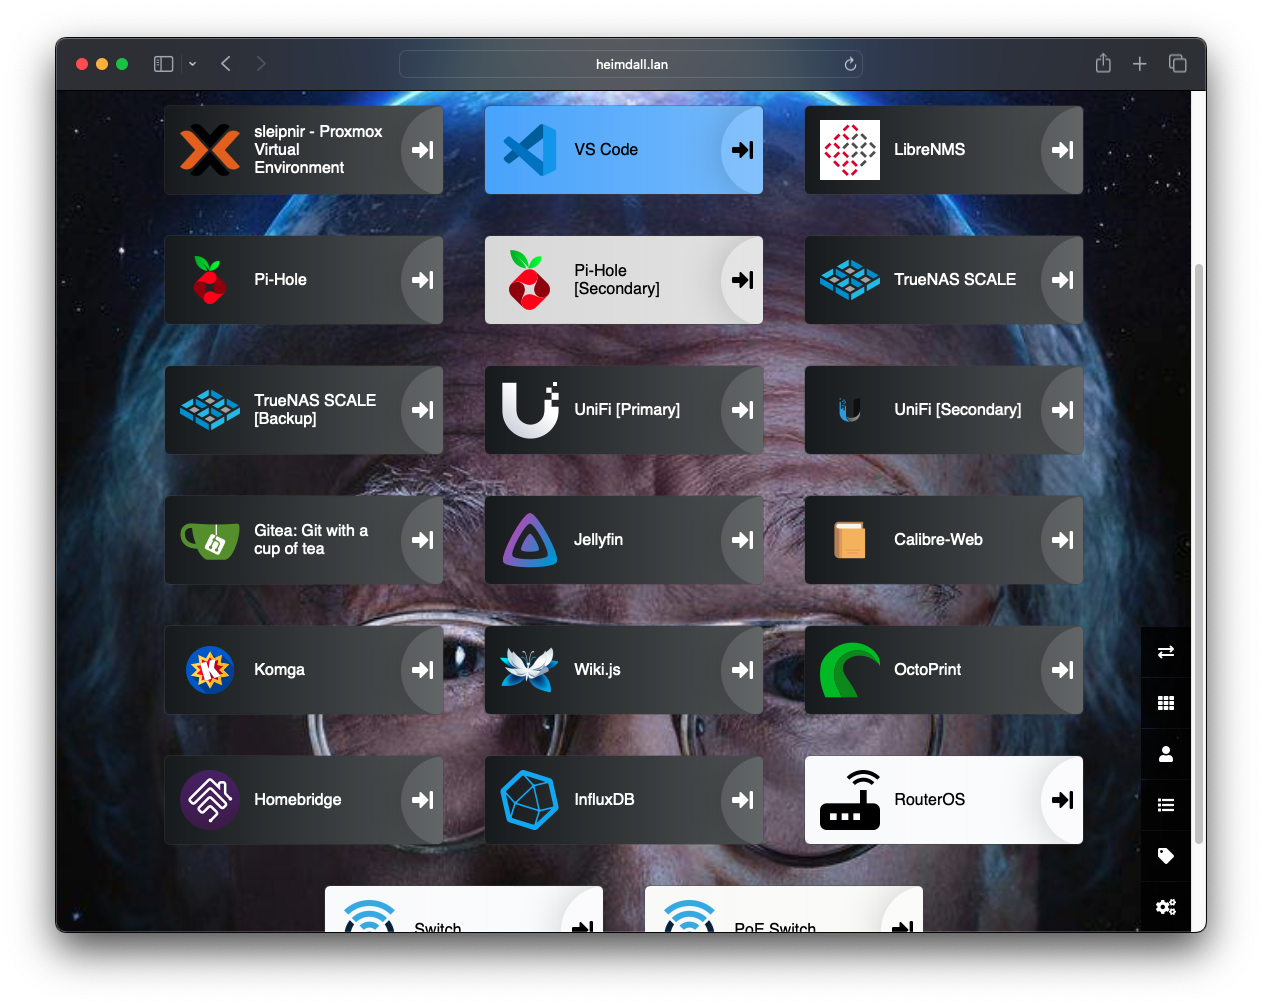 heimdall.lan
sleipnir - Proxmox
Virtual
Environment
VS Code
LibreNMS
Pi-Hole
Pi-Hole
[Secondary]
TrueNAS SCALE
TrueNAS SCALE
[Backup]
UniFi [Primary]
UniFi [Secondary]
Gitea: Git with a
cup of tea
Jellyfin
Calibre-Web
Komga
Wiki.js
OctoPrint
Homebridge
InfluxDB
RouterOS
Switch
PoE Switch